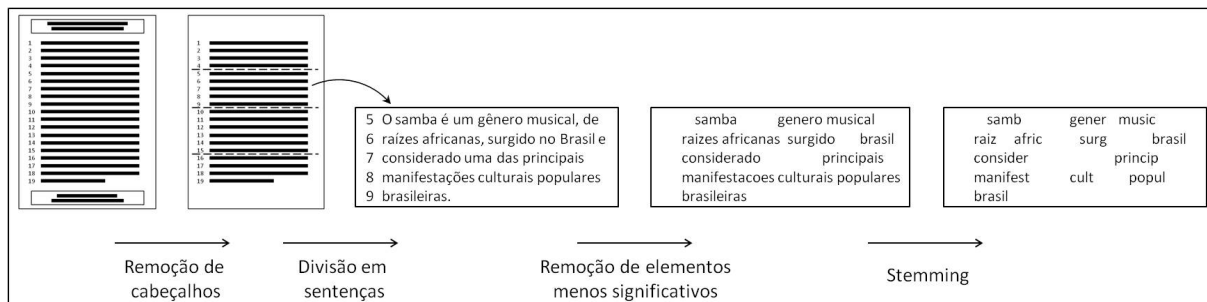 1
2
3
4
5
6
7
8
9
10
11
12
13
14
15
16
17
18
19
1
2
3
4
5
6
7
8
9
10
11
12
13
14
15
16
17
18
19
5 O samba é um gênero musical, de
6 raízes africanas, surgido no Brasil e
7 considerado uma das principais
8 manifestações culturais populares
9 brasileiras.
samba genero musical
raizes africanas surgido brasil
considerado principais
manifestacoes culturais populares
brasileiras
samb gener music
raiz afric surg brasil
consider princip
manifest cult popul
brasil
Remoção de
cabeçalhos
Divisão em
sentenças
Remoção de elementos
menos significativos
Stemming